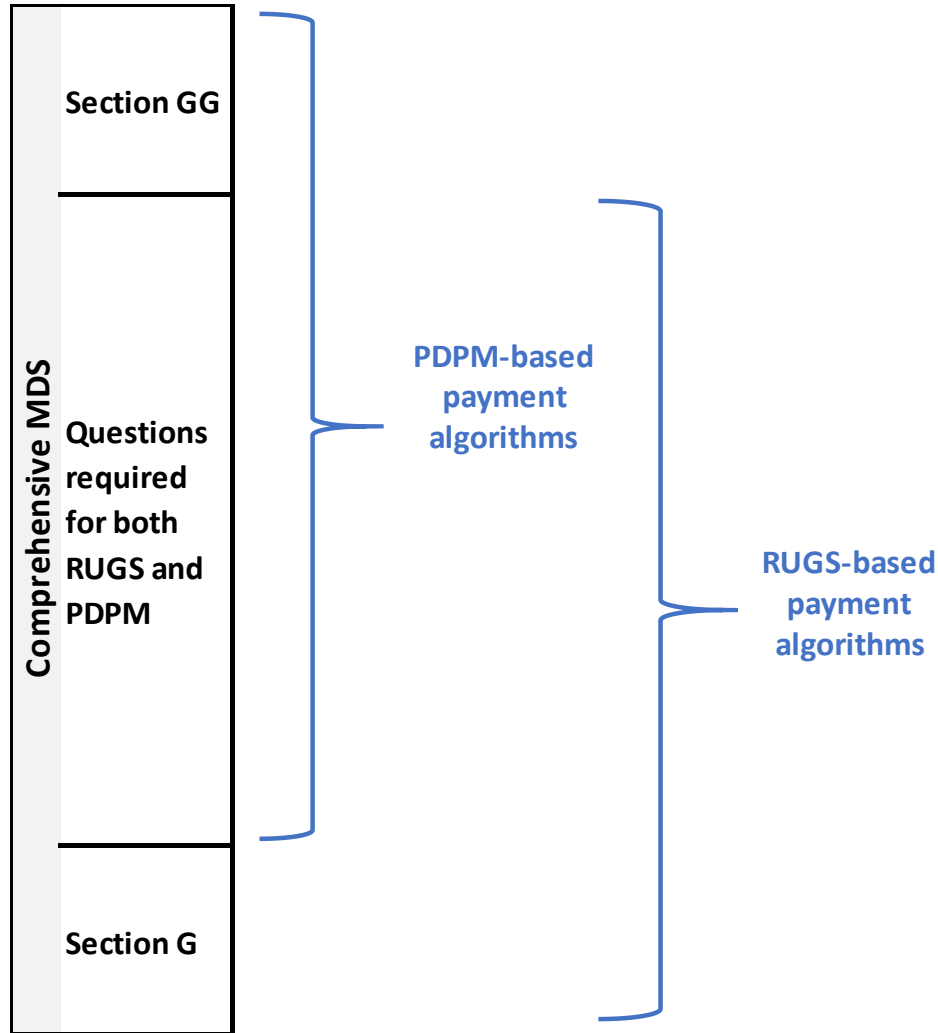 Comprehensive MDS
Section GG
Questions
required
for both
RUGS and
PDPM
Section G
PDPM-based
payment
algorithms
RUGS-based
payment
algorithms